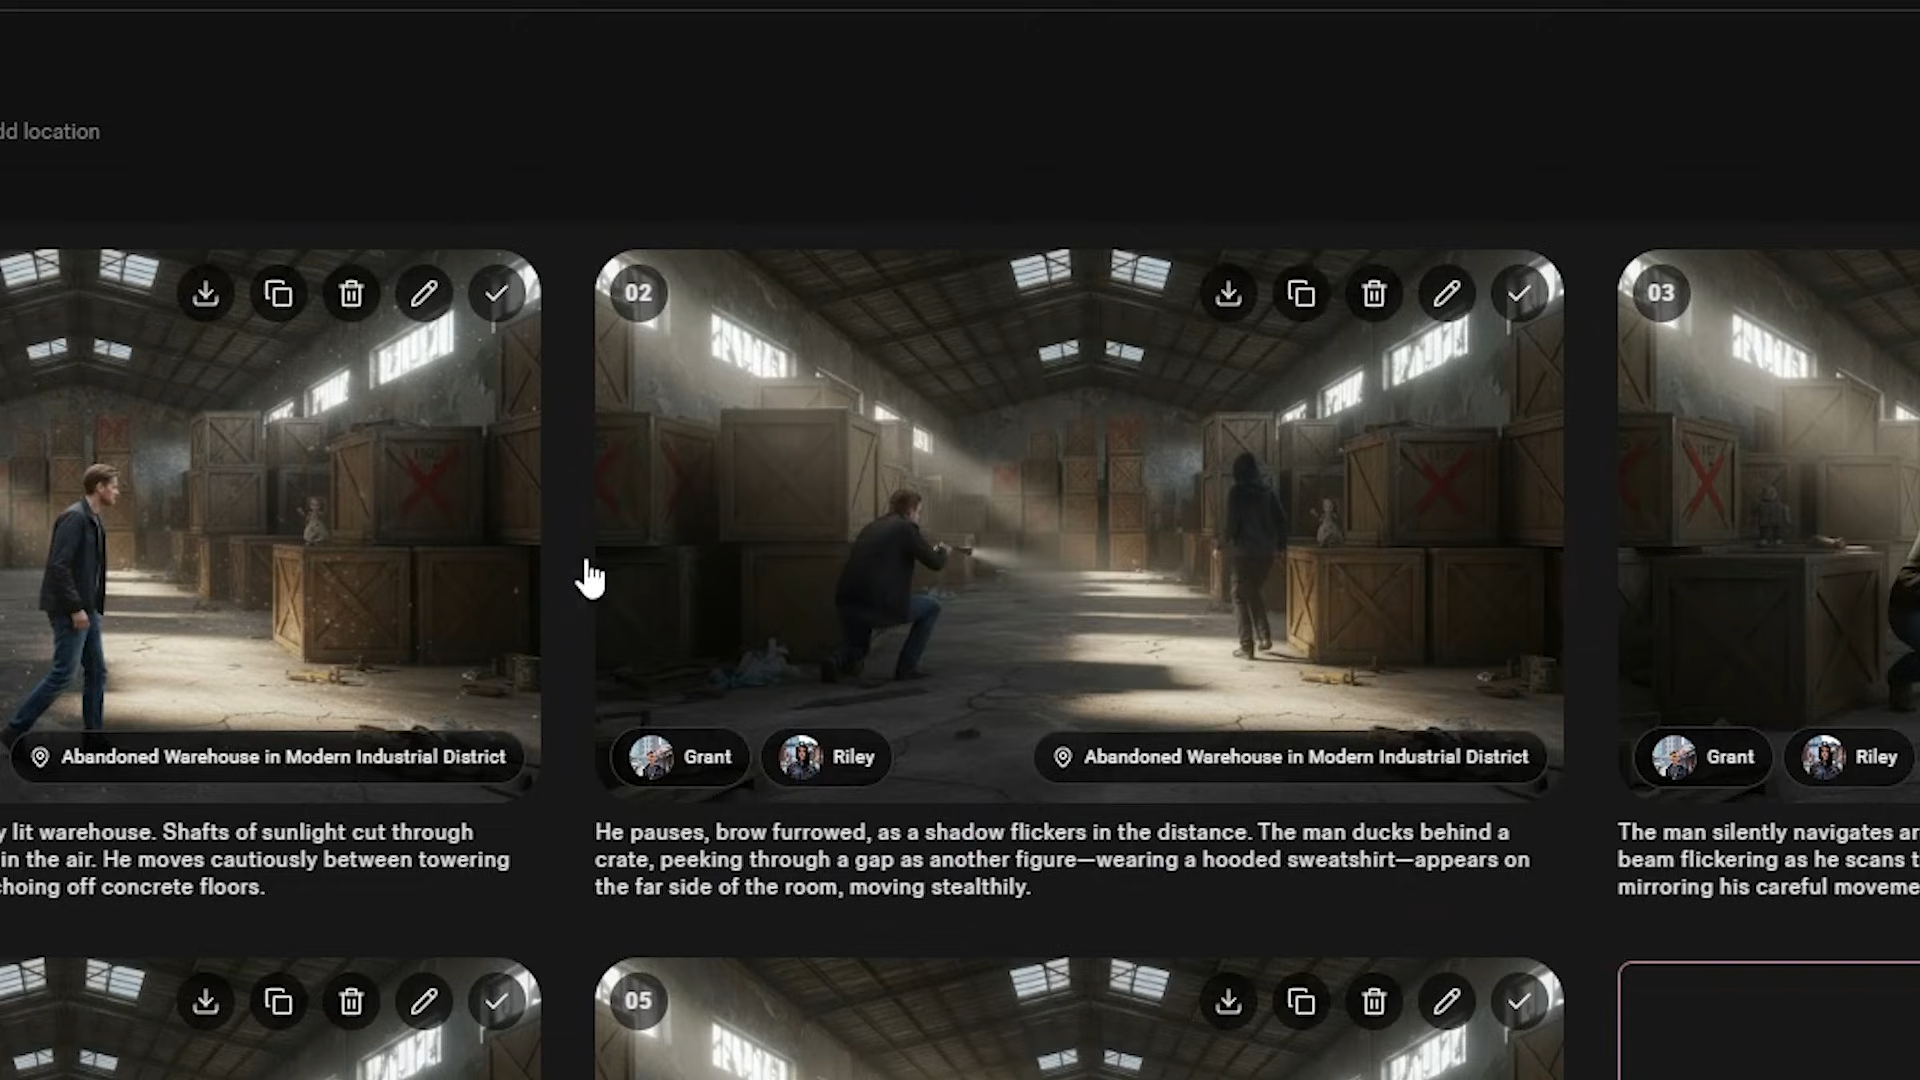 dd location
02
03
Abandoned Warehouse in Modern Industrial District
Grant
Riley
Abandoned Warehouse in Modern Industrial District
Grant
Riley
y lit warehouse. Shafts of sunlight cut through
in the air. He moves cautiously between towering
choing off concrete floors.
He pauses, brow furrowed, as a shadow flickers in the distance. The man ducks behind a
crate, peeking through a gap as another figure—wearing a hooded sweatshirt—appears on
the far side of the room, moving stealthily.
The man silently navigates ar
beam flickering as he scans t
mirroring his careful moveme
05